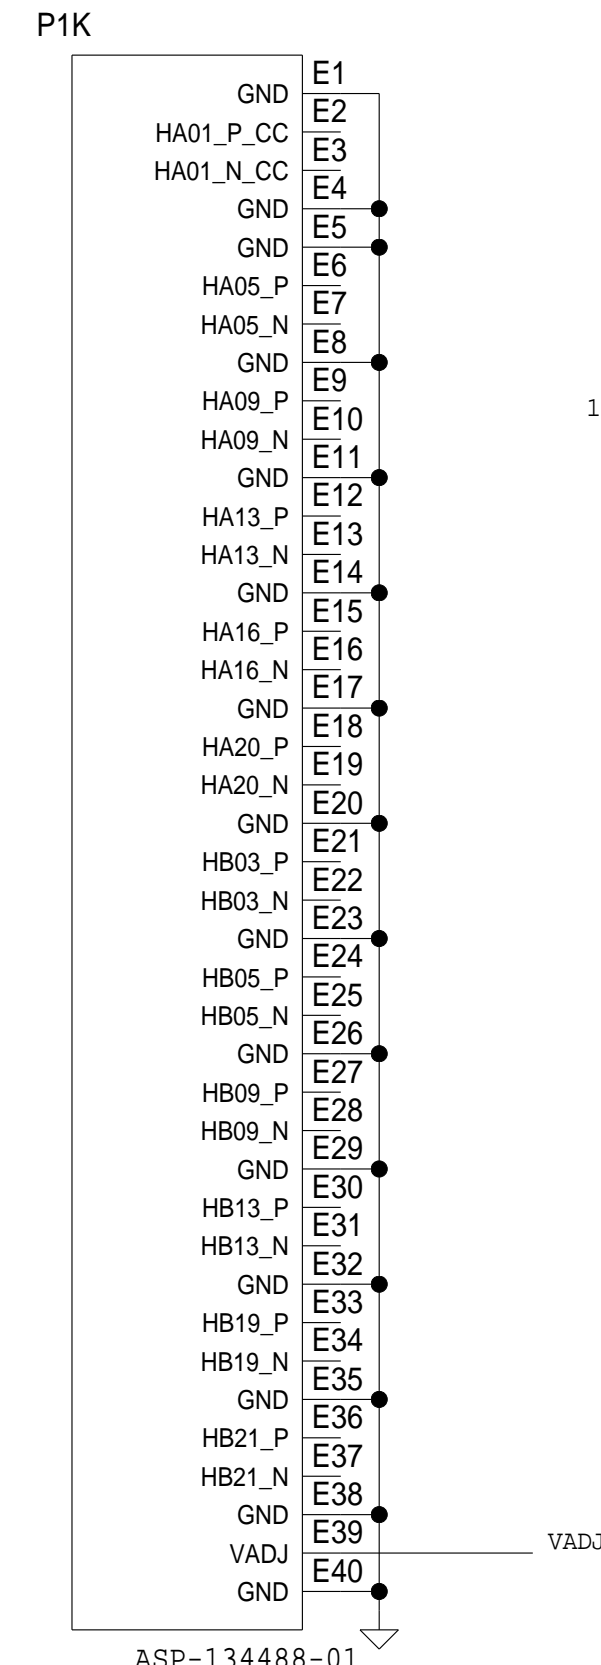 P1K
E1
GND
E2
HA01_P_CC
E3
HA01_N_CC
E4
GND
E5
GND
E6
HA05_P
E7
HA05_N
E8
GND
E9
HA09_P
1
E10
HA09_N
E11
GND
E12
HA13_P
E13
HA13_N
E14
GND
E15
HA16_P
E16
HA16_N
E17
GND
E18
HA20_P
E19
HA20_N
E20
GND
E21
HB03_P
E22
HB03_N
E23
GND
E24
HB05_P
E25
HB05_N
E26
GND
E27
HB09_P
E28
HB09_N
E29
GND
E30
HB13_P
E31
HB13_N
E32
GND
E33
HB19_P
E34
HB19_N
E35
GND
E36
HB21_P
E37
HB21_N
E38
GND
E39
VADJ
VADJ
E40
GND
ASP-134488-01